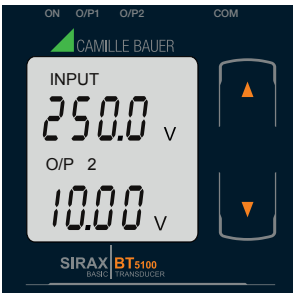 ON O/P1 O/P2 COM
CAMILLE BAUER
INPUT
250.0 V
O/P 2
10.00 V
SIRAX BT5100
BASIC TRANSDUCER